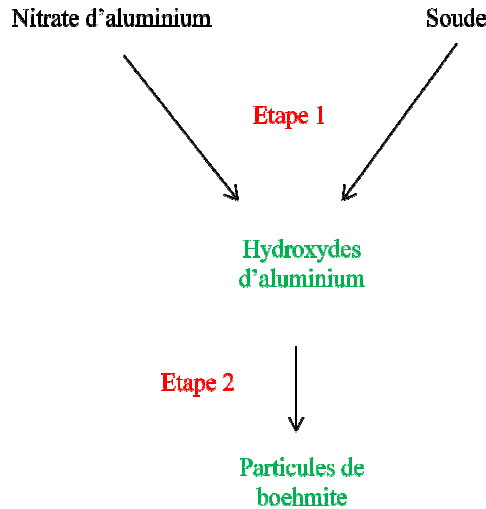 Nitrate d'aluminium
Soude
Etape 1
Hydroxydes
d'aluminium
Etape 2
Particules de
boehmite